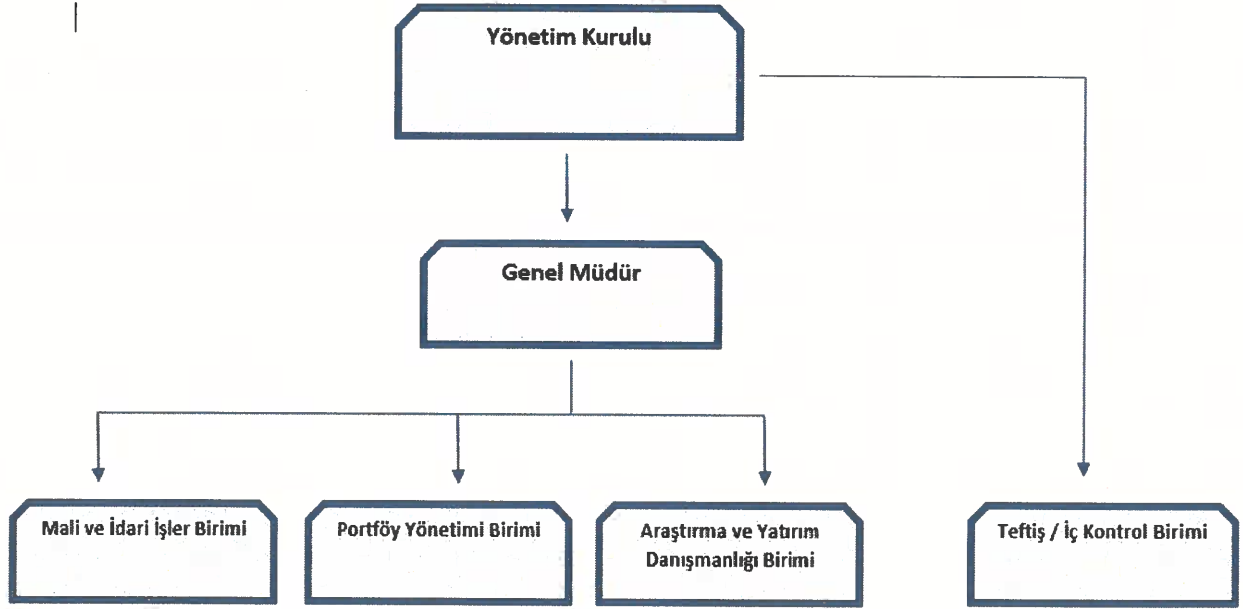 Yönetim Kurulu
Genel Müdür
Mali ve İdari İşler Birimi
Portföy Yönetimi Birimi
Araştırma ve Yatırım
Danışmanlığı Birimi
Teftiş / İç Kontrol Birimi